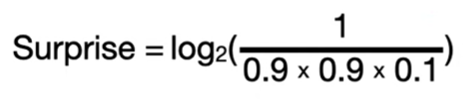 Surprise = log₂(1 / (0.9 × 0.9 × 0.1))